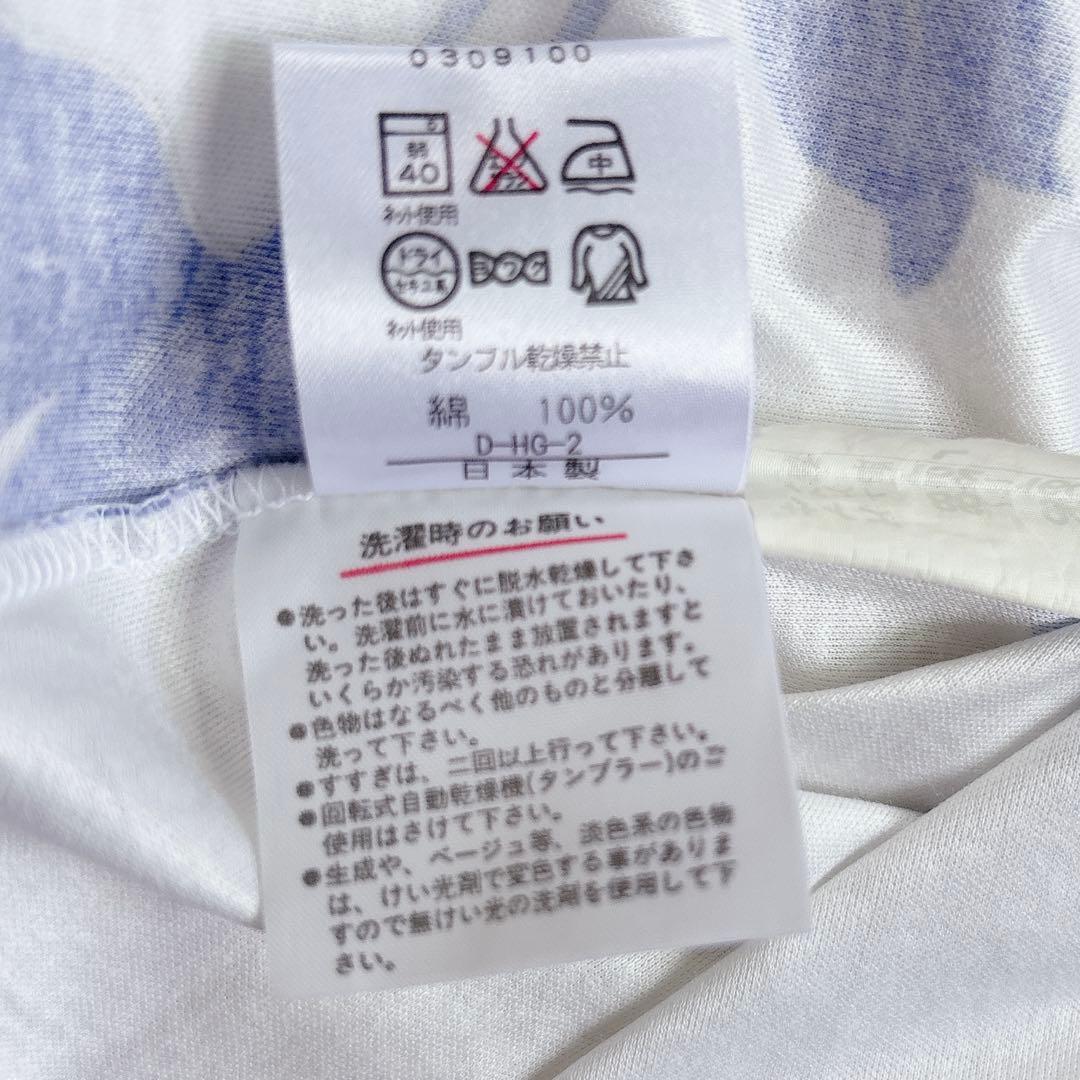 0309100
弱
40
エンソサラシ
中
ネット使用
ドライ
セキユ系
ヨワク
ネット使用
タンブル乾燥禁止
綿 100%
D-HG-2
日本製
洗濯時のお願い
●洗った後はすぐに脱水乾燥して下さ
い。洗濯前に水に漬けておいたり、
洗った後ぬれたまま放置されますと
いくらか汚染する恐れがあります。
●色物はなるべく他のものと分離して
洗って下さい。
●すすぎは、二回以上行って下さい。
●回転式自動乾燥機(タンブラー)のご
使用はさけて下さい。
●生成や、ベージュ等、淡色系の色物
は、けい光剤で変色する事がありま
すので無けい光の洗剤を使用して下
さい。